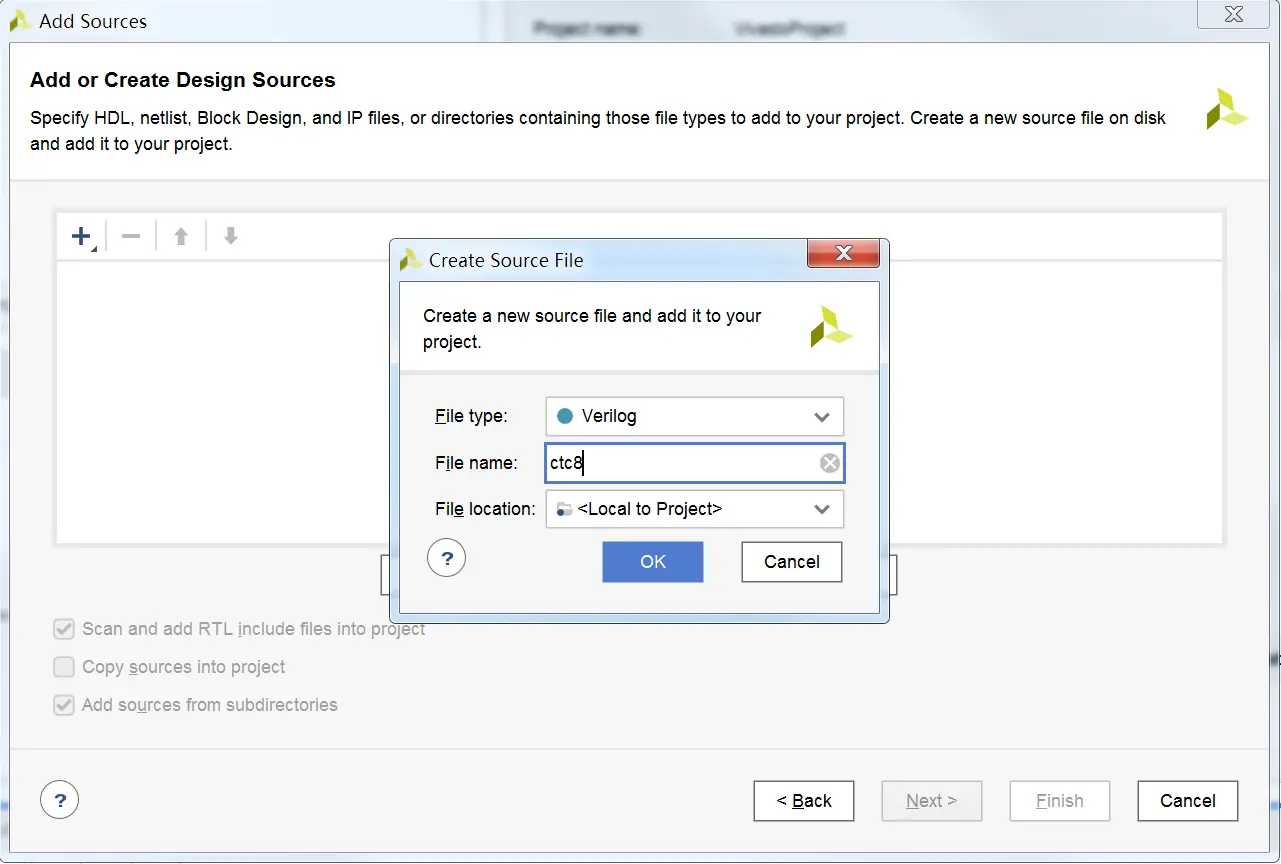 Add Sources
Project name: VivadoProject
Add or Create Design Sources
Specify HDL, netlist, Block Design, and IP files, or directories containing those file types to add to your project. Create a new source file on disk
and add it to your project.
Create Source File
Create a new source file and add it to your
project.
File type: Verilog
File name: ctc8
File location: <Local to Project>
? OK Cancel
Scan and add RTL include files into project
Copy sources into project
Add sources from subdirectories
? < Back Next > Finish Cancel